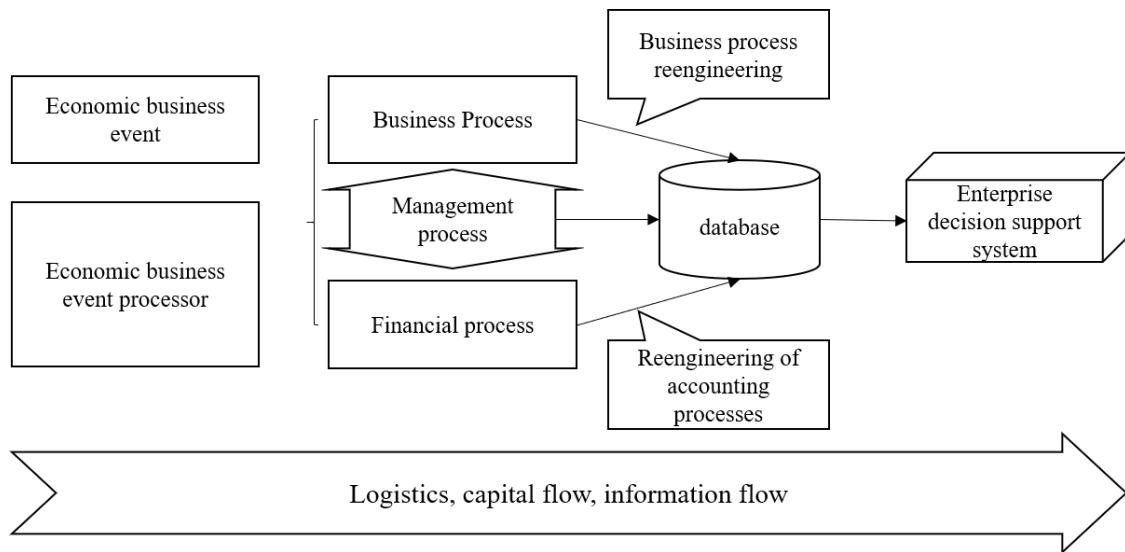 Economic business
event
Economic business
event processor
Business Process
Management
process
Financial process
Business process
reengineering
database
Reengineering of
accounting
processes
Enterprise
decision support
system
Logistics, capital flow, information flow